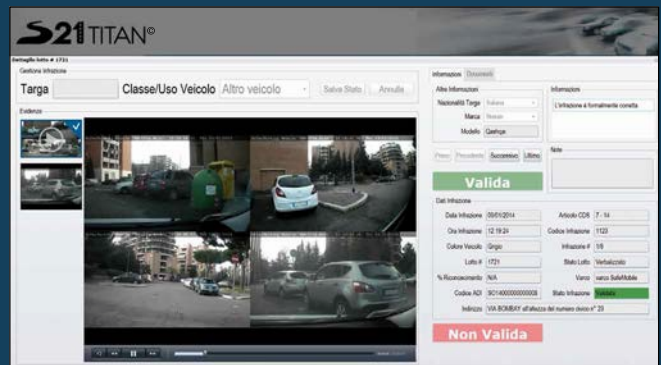 S21 TITAN©
Dettaglio lotto # 1721
Gestione Infrazione
Targa
Classe/Uso Veicolo Altro veicolo
Salva Stato Annulla
Evidenze
Informazioni Documenti
Altre Informazioni
Nazionalità Targa Italiana
Marca Nissan
Modello Qashqai
Primo Precedente Successivo Ultimo
Informazioni
L'infrazione è formalmente corretta
Note
Valida
Dati Infrazione
Data Infrazione 09/01/2014 Articolo CDS 7 - 14
Ora Infrazione 12:19:24 Codice Infrazione 1123
Colore Veicolo Grigio Infrazione # 1/8
Lotto # 1721 Stato Lotto Verbalizzato
% Riconoscimento N/A Varco varco SafeMobile
Codice ADI Stato Infrazione Validata
Indirizzo VIA BOMBAY all'altezza del numero civico n° 20
Non Valida